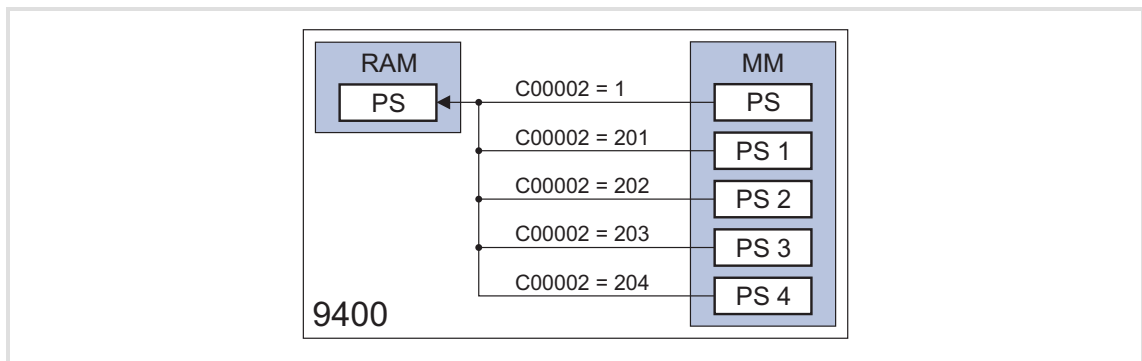 RAM
MM
PS
C00002 = 1
PS
C00002 = 201
PS 1
C00002 = 202
PS 2
C00002 = 203
PS 3
C00002 = 204
PS 4
9400